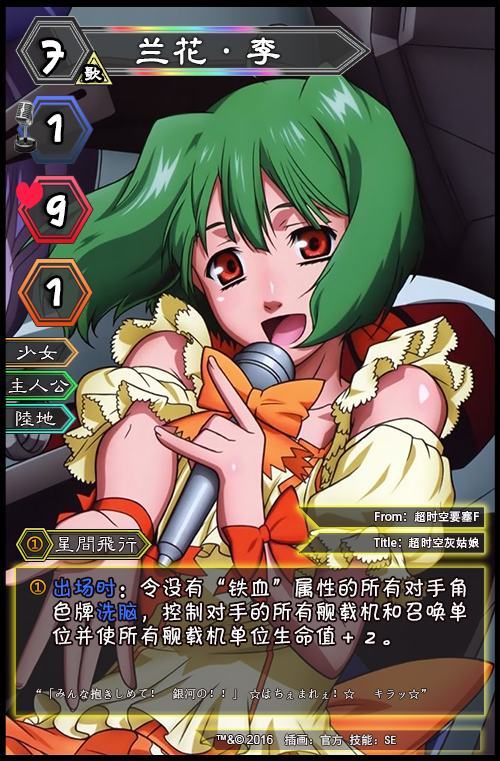 7
歌
兰花·李
1
9
1
少女
主人公
陸地
From：超时空要塞F
Title：超时空灰姑娘
① 星間飛行
① 出场时：令没有“铁血”属性的所有对手角
色牌洗脑，控制对手的所有舰载机和召唤单
位并使所有舰载机单位生命值＋2。
“「みんな抱きしめて！ 銀河の！！」 ☆はちぇまれぇ！☆ キラッ☆”
™&©2016 插画：官方 技能：SE